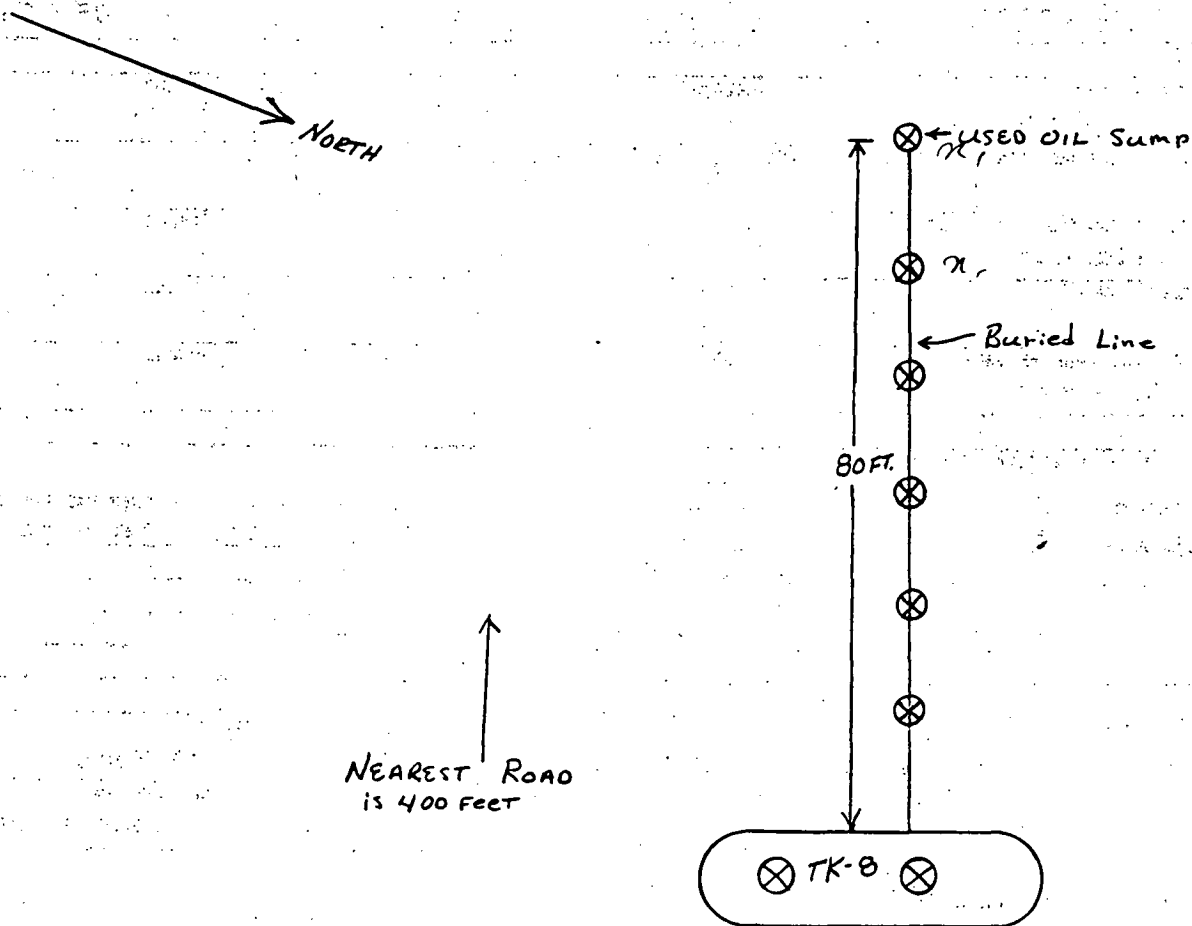 NORTH
USED OIL Sump
n,
n,
Buried Line
80FT.
NEAREST ROAD
is 400 Feet
TK-8